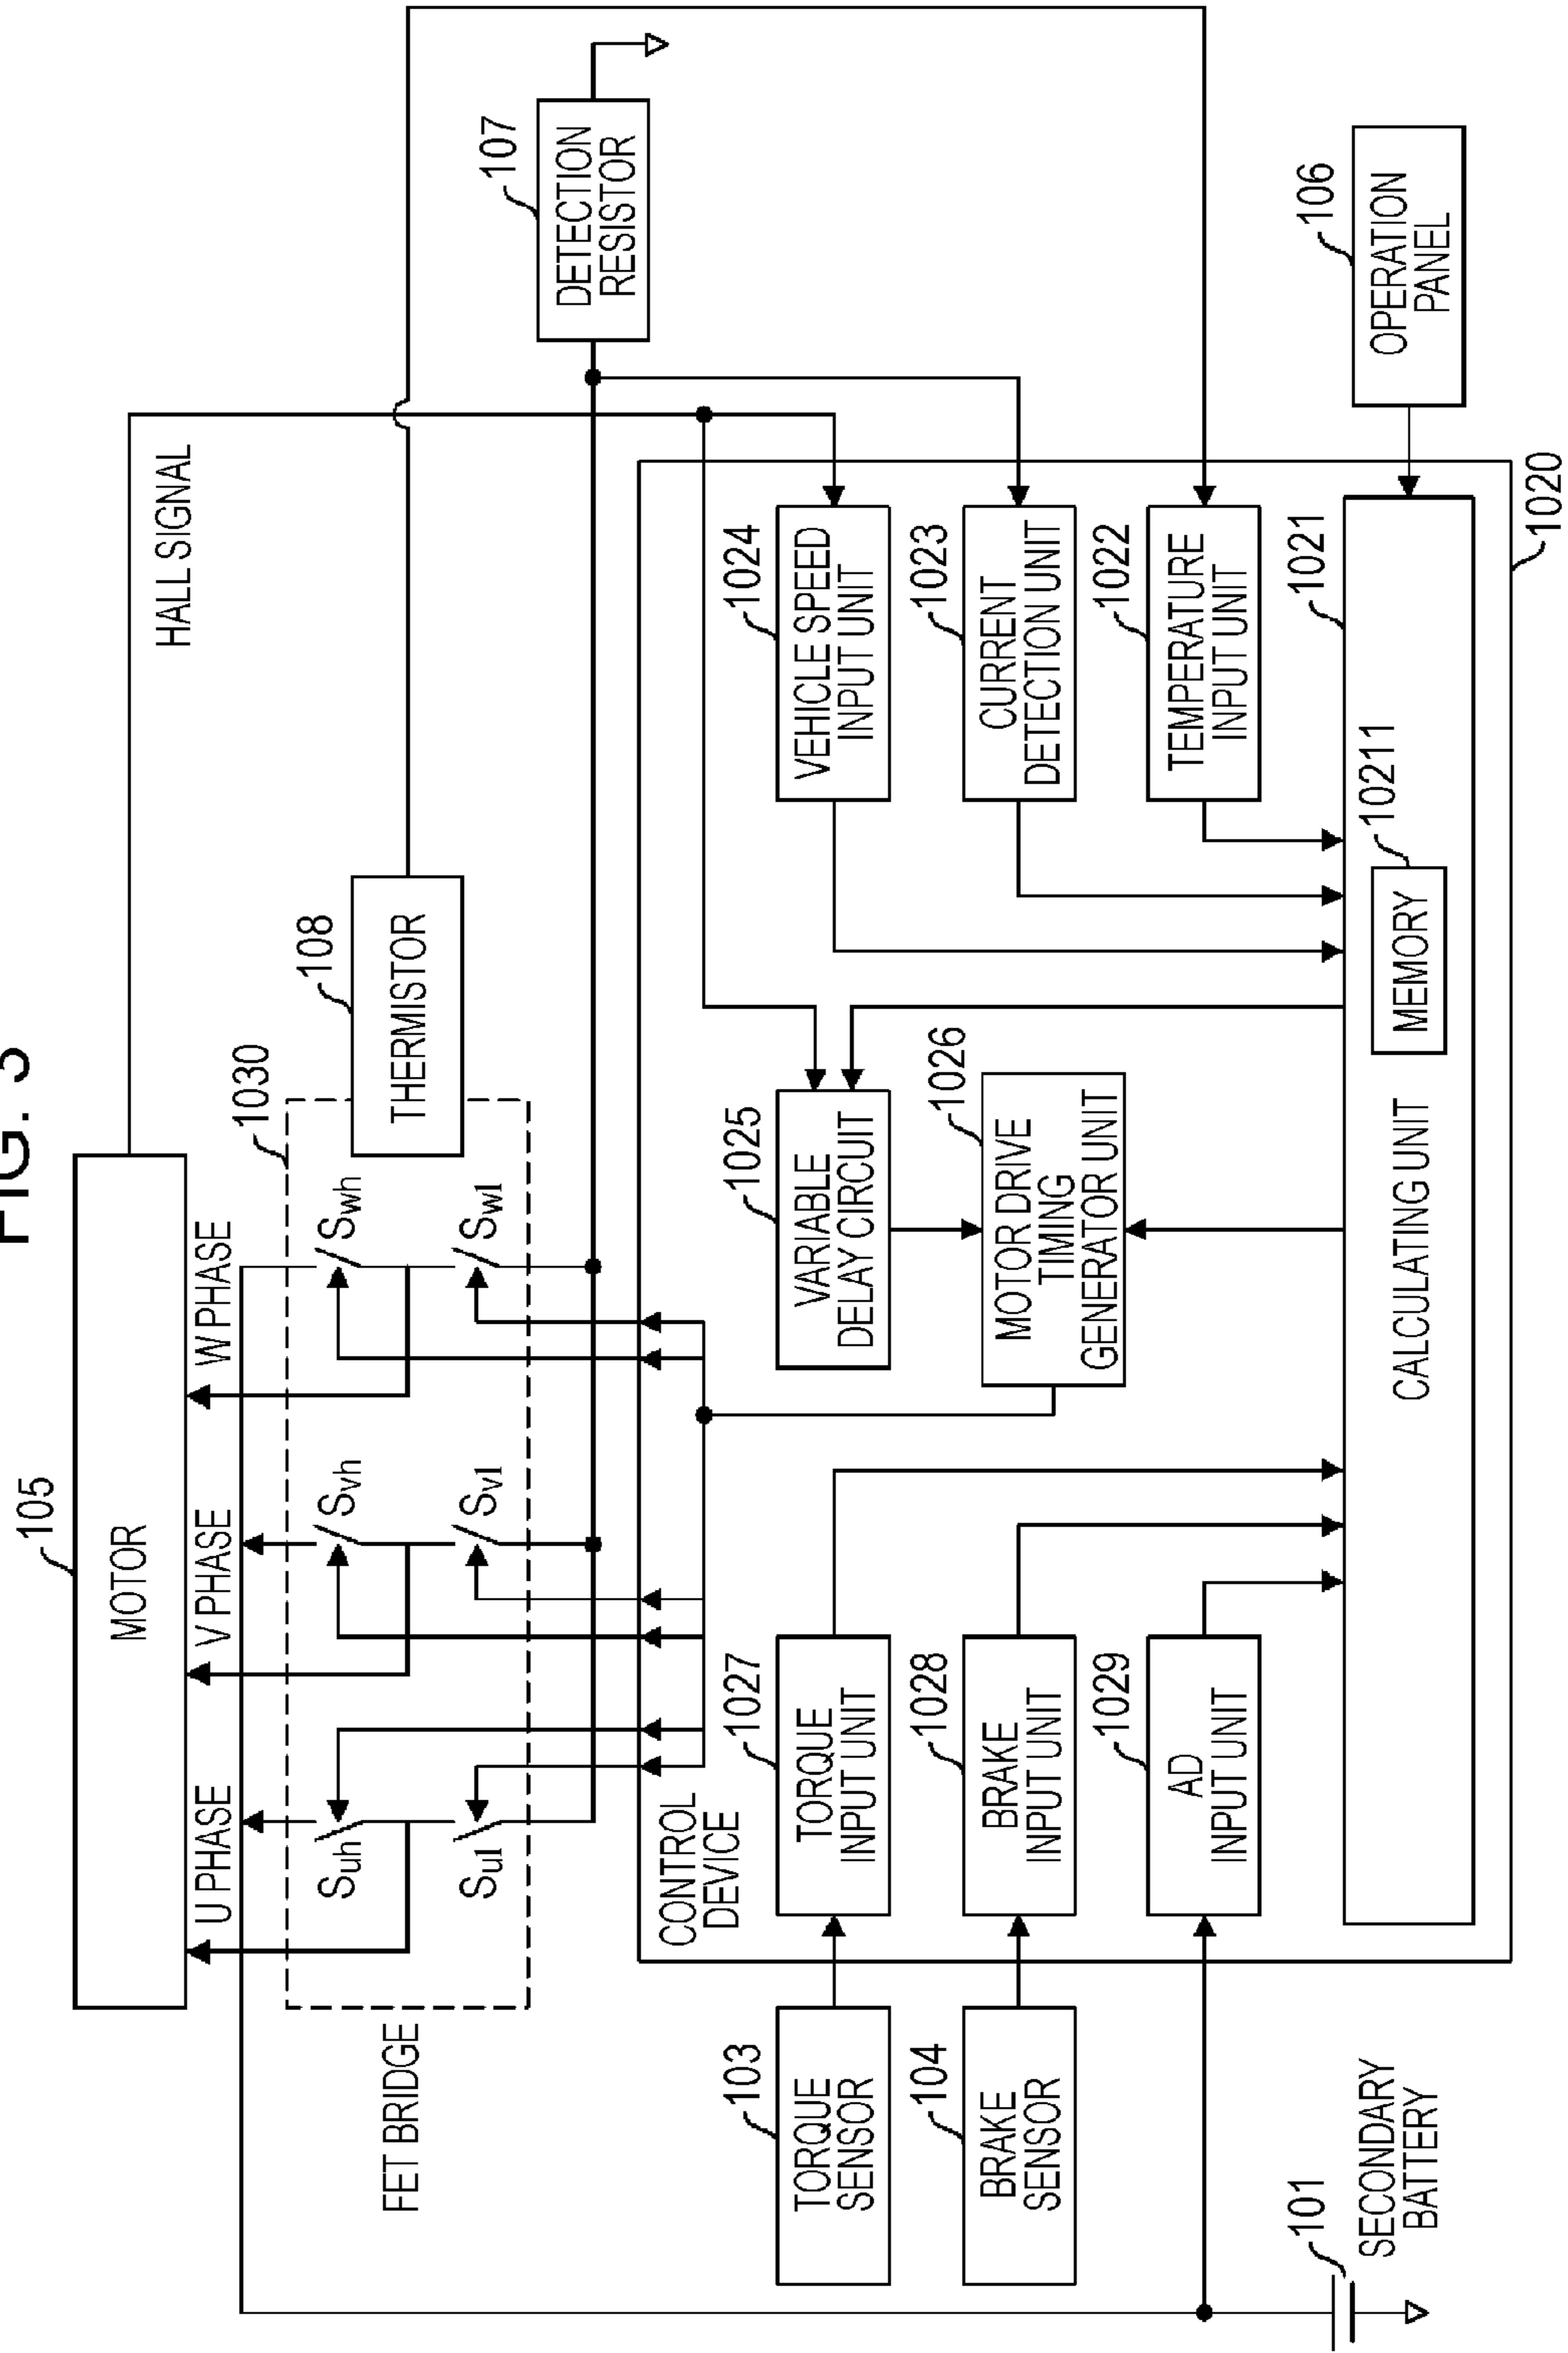 FIG. 3
105
MOTOR
HALL SIGNAL
U PHASE
V PHASE
W PHASE
1030
108
THERMISTOR
FET BRIDGE
Suh
Sul
Svh
Svl
Swh
Swl
107
DETECTION
RESISTOR
CONTROL
DEVICE
103
TORQUE
SENSOR
1027
TORQUE
INPUT UNIT
1025
VARIABLE
DELAY CIRCUIT
1024
VEHICLE SPEED
INPUT UNIT
104
BRAKE
SENSOR
1028
BRAKE
INPUT UNIT
1026
MOTOR DRIVE
TIMING
GENERATOR UNIT
1023
CURRENT
DETECTION UNIT
1029
AD
INPUT UNIT
1022
TEMPERATURE
INPUT UNIT
101
SECONDARY
BATTERY
CALCULATING UNIT
MEMORY
10211
1021
106
OPERATION
PANEL
1020